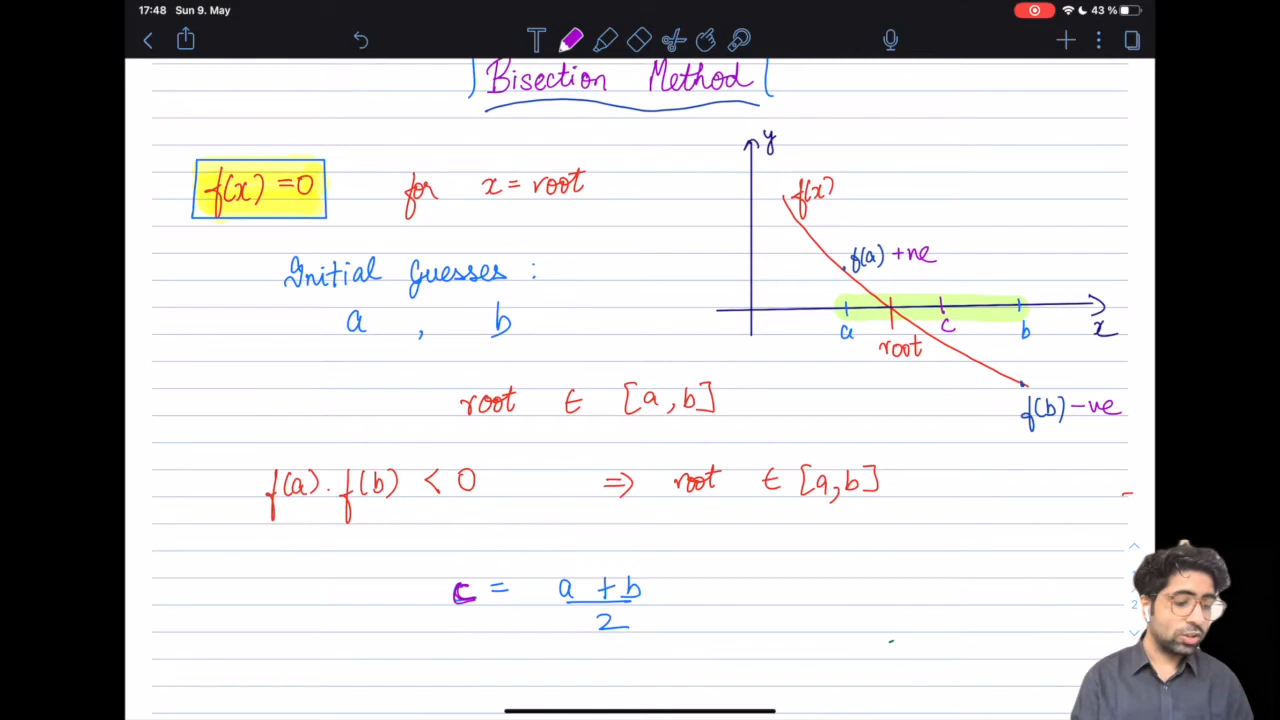 17:48 Sun 9. May 43 %
Bisection Method
f(x) = 0 for x = root
Initial guesses :
a , b
root ∈ [a, b]
f(a) . f(b) < 0 ⇒ root ∈ [a, b]
c = a + b
2
y
f(x)
f(a) +ve
a root c b x
f(b) -ve
T
2